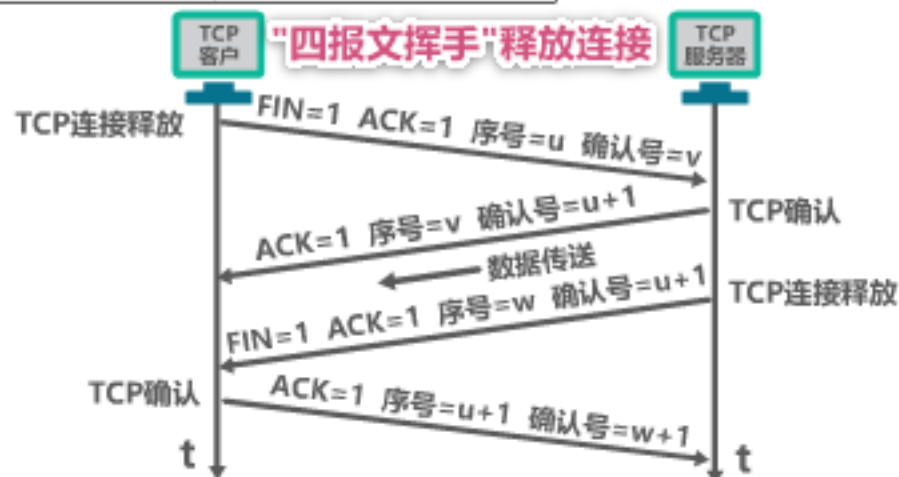 TCP
客户
"四报文挥手"释放连接
TCP
服务器
TCP连接释放
FIN=1 ACK=1 序号=u 确认号=v
ACK=1 序号=v 确认号=u+1
TCP确认
数据传送
FIN=1 ACK=1 序号=w 确认号=u+1
TCP连接释放
TCP确认
ACK=1 序号=u+1 确认号=w+1
t
t